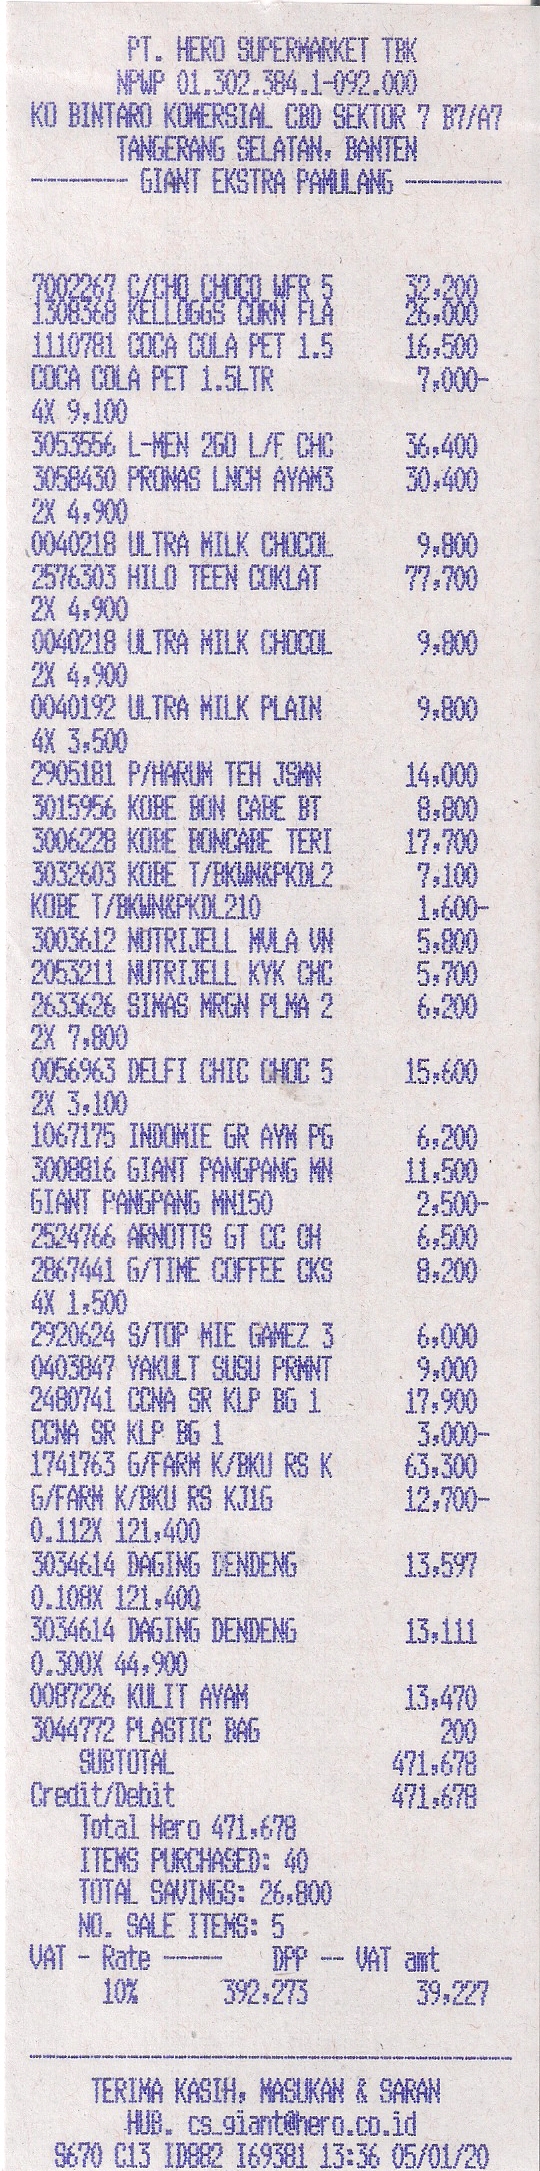 PT. HERO SUPERMARKET TBK
NPWP 01.302.384.1-092.000
KO BINTARO KOMERSIAL CBD SEKTOR 7 B7/A7
TANGERANG SELATAN, BANTEN
GIANT EKSTRA PAMULANG
7002267 C/CHO CHOCO WFR 5 32,200
1308368 KELLOGGS CORN FLA 26,000
1110781 COCA COLA PET 1.5 16,500
COCA COLA PET 1.5LTR 7,000-
4X 9,100
3053556 L-MEN 2GO L/F CHC 36,400
3058430 PRONAS LNCH AYAM3 30,400
2X 4,900
0040218 ULTRA MILK CHOCOL 9,800
2576303 HILO TEEN COKLAT 77,700
2X 4,900
0040218 ULTRA MILK CHOCOL 9,800
2X 4,900
0040192 ULTRA MILK PLAIN 9,800
4X 3,500
2905181 P/HARUM TEH JSMN 14,000
3015956 KOBE BON CABE BT 8,800
3006228 KOBE BONCABE TERI 17,700
3032603 KOBE T/BKWN&PKDL2 7,100
KOBE T/BKWN&PKDL210 1,600-
3003612 NUTRIJELL MVLA VN 5,800
2053211 NUTRIJELL KYK CHC 5,700
2633626 SIMAS MRGN PLMA 2 6,200
2X 7,800
0056963 DELFI CHIC CHOC 5 15,600
2X 3,100
1067175 INDOMIE GR AYM PG 6,200
3008816 GIANT PANGPANG MN 11,500
GIANT PANGPANG MN150 2,500-
2524766 ARNOTTS GT CC CH 6,500
2867441 G/TIME COFFEE CKS 8,200
4X 1,500
2920624 S/TOP MIE GAMEZ 3 6,000
0403847 YAKULT SUSU PRMNT 9,000
2480741 CCNA SR KLP BG 1 17,900
CCNA SR KLP BG 1 3,000-
1741763 G/FARM K/BKU RS K 63,300
G/FARM K/BKU RS KJ1G 12,700-
0.112X 121,400
3034614 DAGING DENDENG 13,597
0.108X 121,400
3034614 DAGING DENDENG 13,111
0.300X 44,900
0087226 KULIT AYAM 13,470
3044772 PLASTIC BAG 200
SUBTOTAL 471,678
Credit/Debit 471,678
Total Hero 471,678
ITEMS PURCHASED: 40
TOTAL SAVINGS: 26,800
NO. SALE ITEMS: 5
VAT - Rate ----- DPP -- VAT amt
10% 392,273 39,227
TERIMA KASIH, MASUKAN & SARAN
HUB. cs_giant@hero.co.id
S670 C13 ID882 I69381 13:36 05/01/20